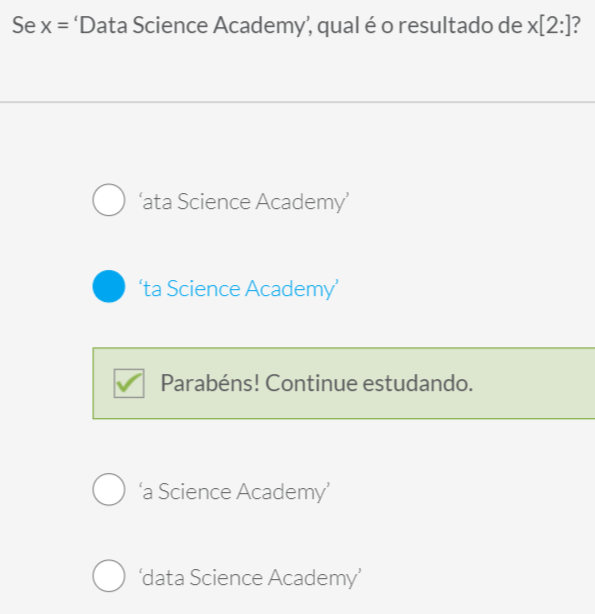 Se x = ‘Data Science Academy’, qual é o resultado de x[2:]?
‘ata Science Academy’
‘ta Science Academy’
Parabéns! Continue estudando.
‘a Science Academy’
‘data Science Academy’